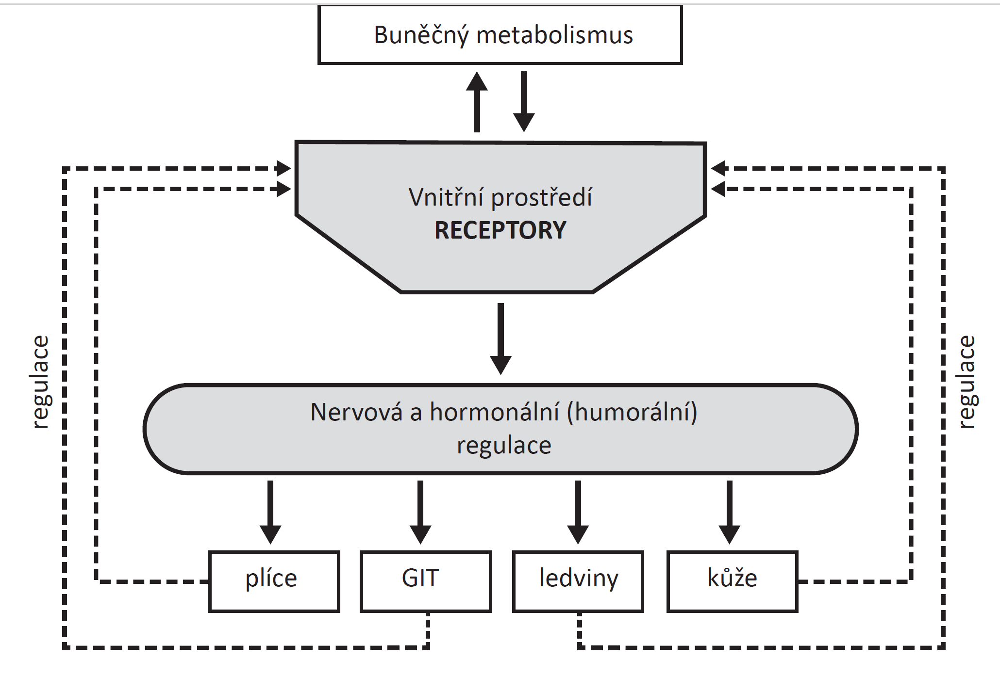 Buněčný metabolismus
Vnitřní prostředí
RECEPTORY
regulace
regulace
Nervová a hormonální (humorální)
regulace
plíce
GIT
ledviny
kůže